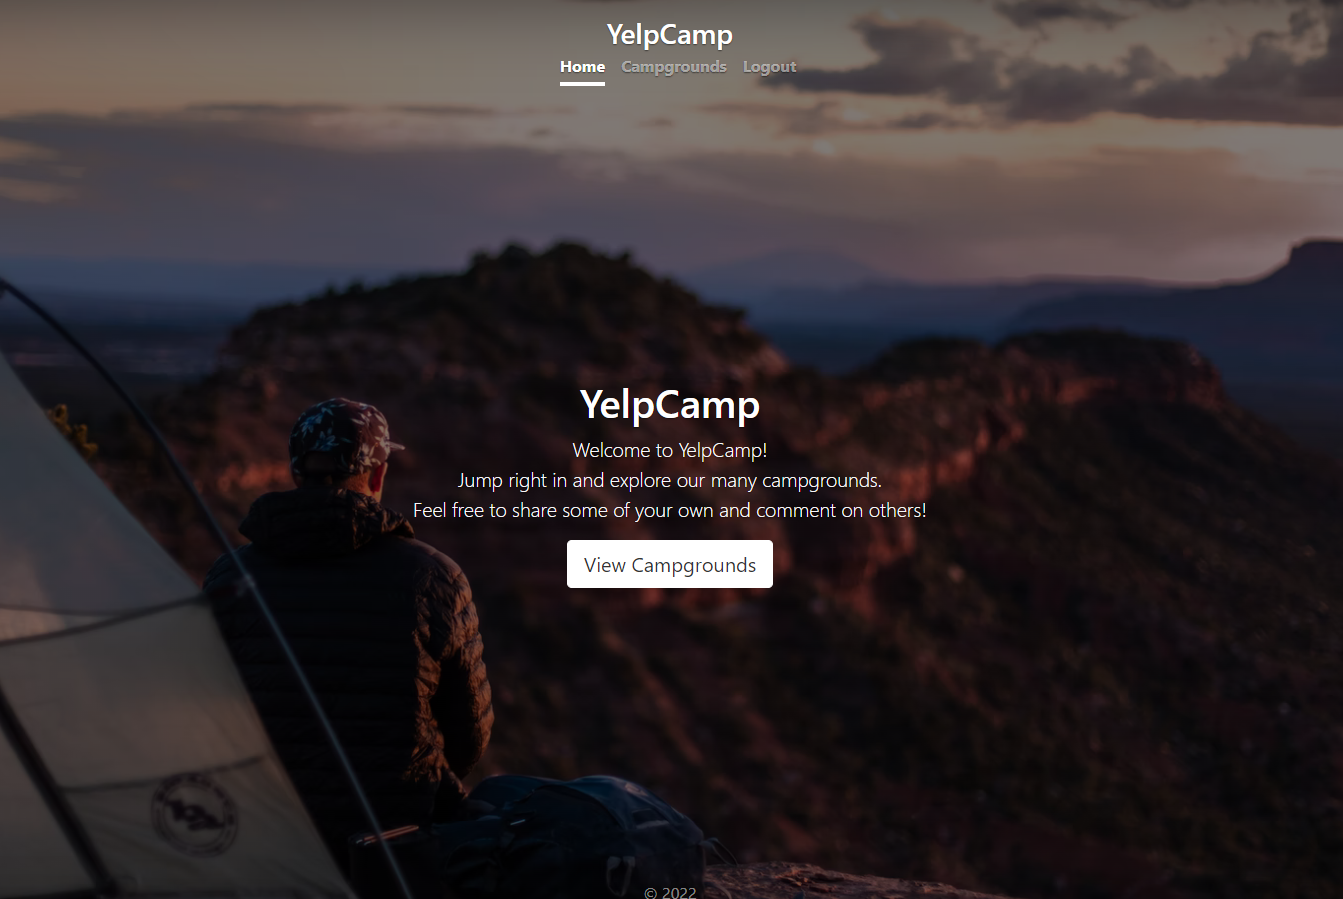 YelpCamp
Home Campgrounds Logout
YelpCamp
Welcome to YelpCamp!
Jump right in and explore our many campgrounds.
Feel free to share some of your own and comment on others!
View Campgrounds
© 2022